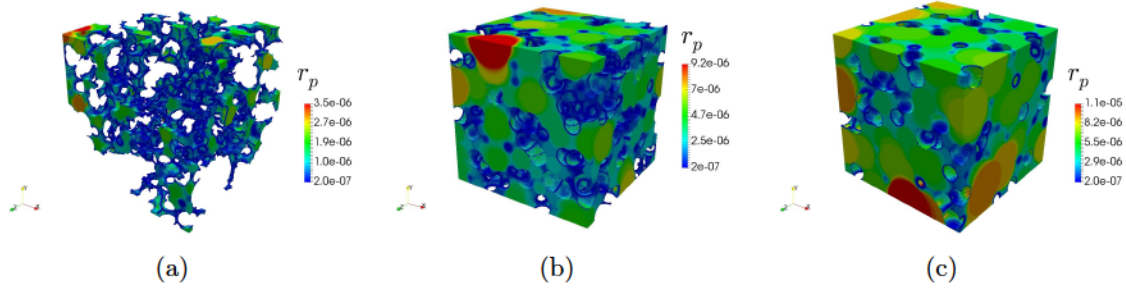 r_p
3.5e-06
2.7e-06
1.9e-06
1.0e-06
2.0e-07
(a)
r_p
9.2e-06
7e-06
4.7e-06
2.5e-06
2e-07
(b)
r_p
1.1e-05
8.2e-06
5.5e-06
2.9e-06
2.0e-07
(c)